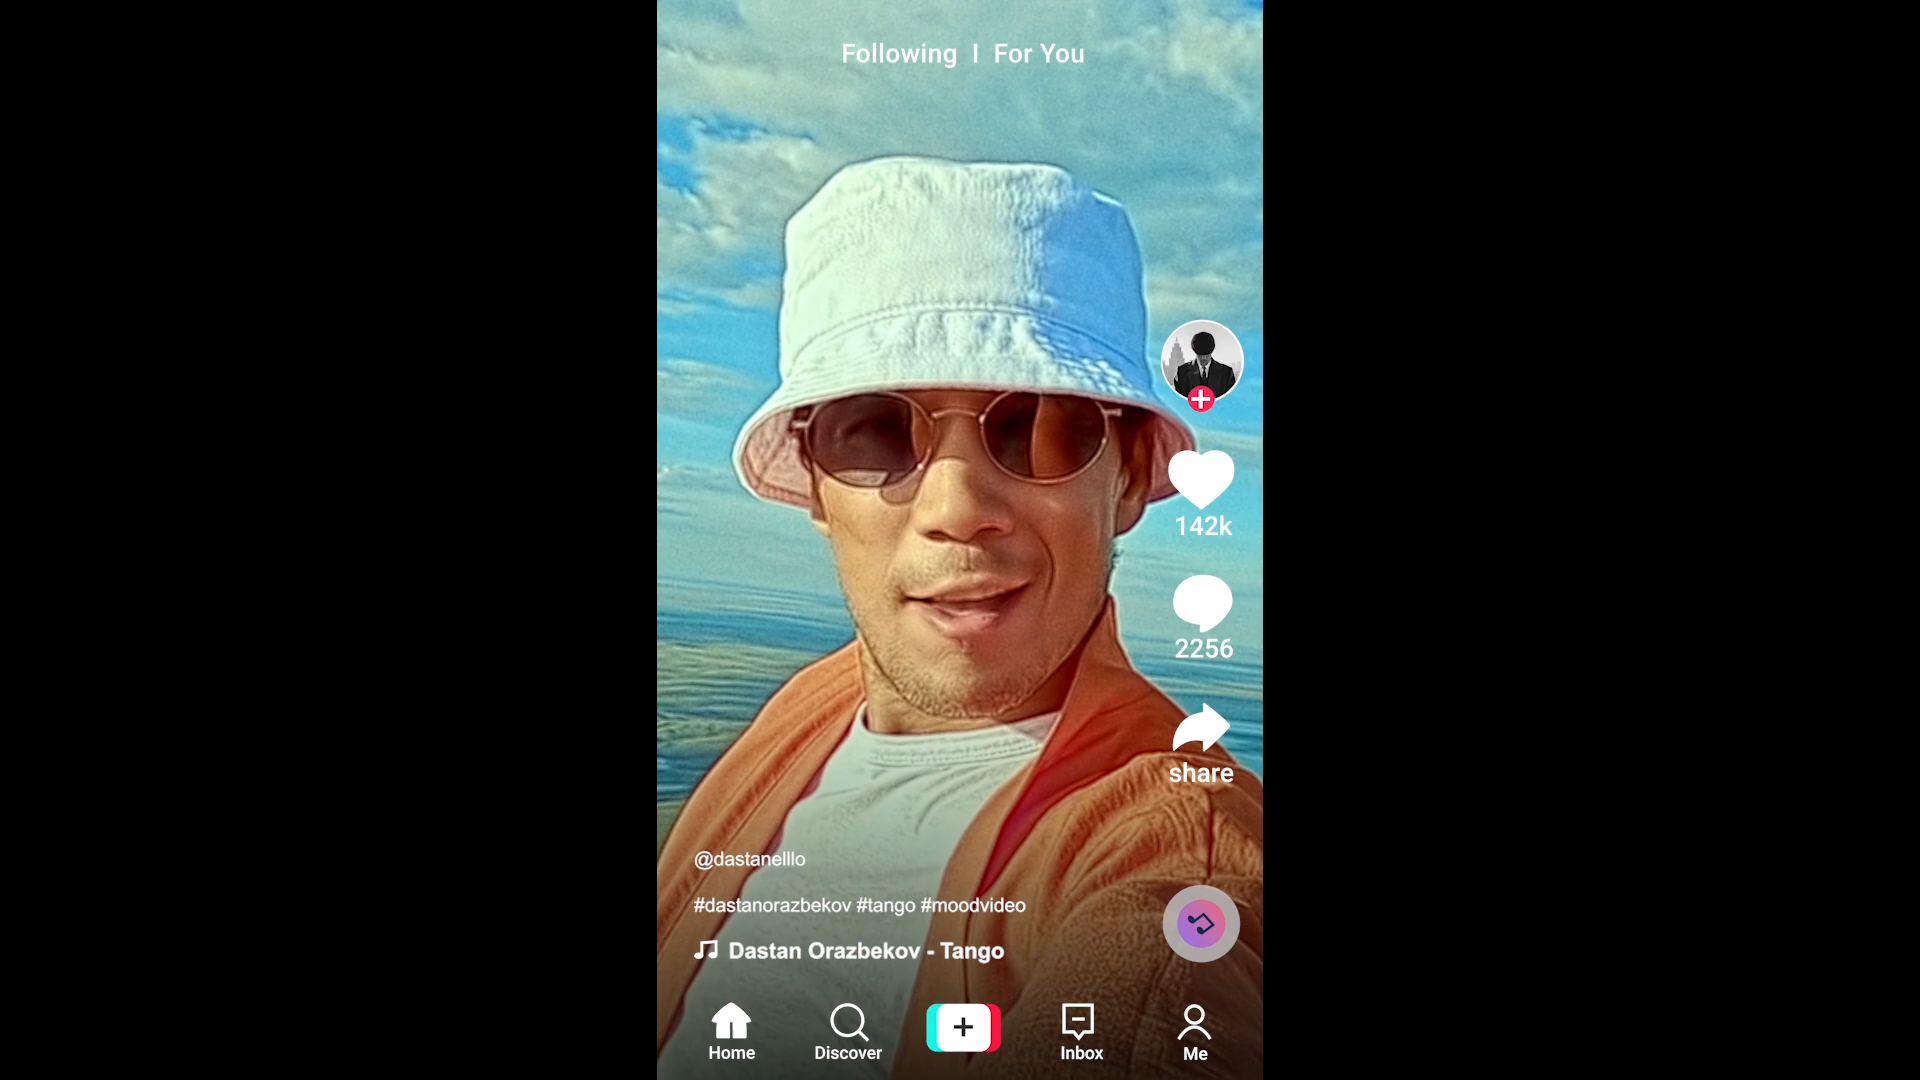 Following I For You
142k
2256
share
@dastanelllo
#dastanorazbekov #tango #moodvideo
Dastan Orazbekov - Tango
Home Discover Inbox Me